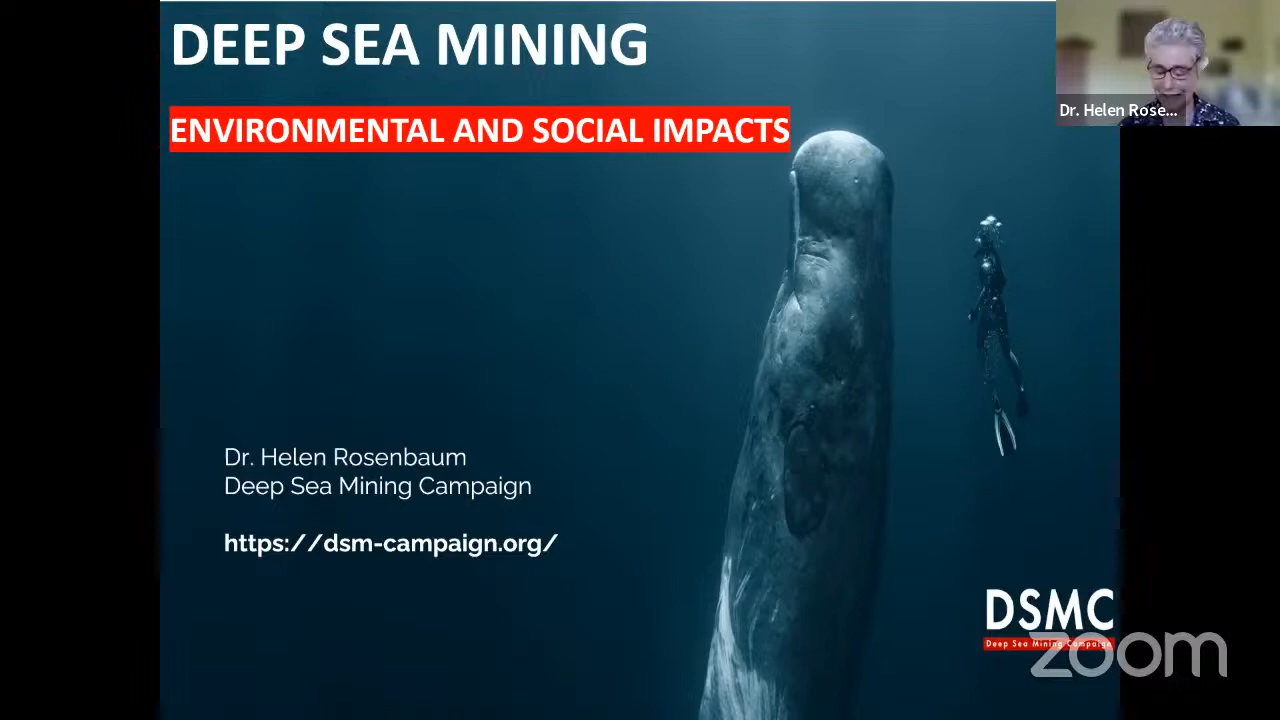 DEEP SEA MINING
ENVIRONMENTAL AND SOCIAL IMPACTS
Dr. Helen Rose...
Dr. Helen Rosenbaum
Deep Sea Mining Campaign
https://dsm-campaign.org/
DSMC
Deep Sea Mining Campaign
zoom